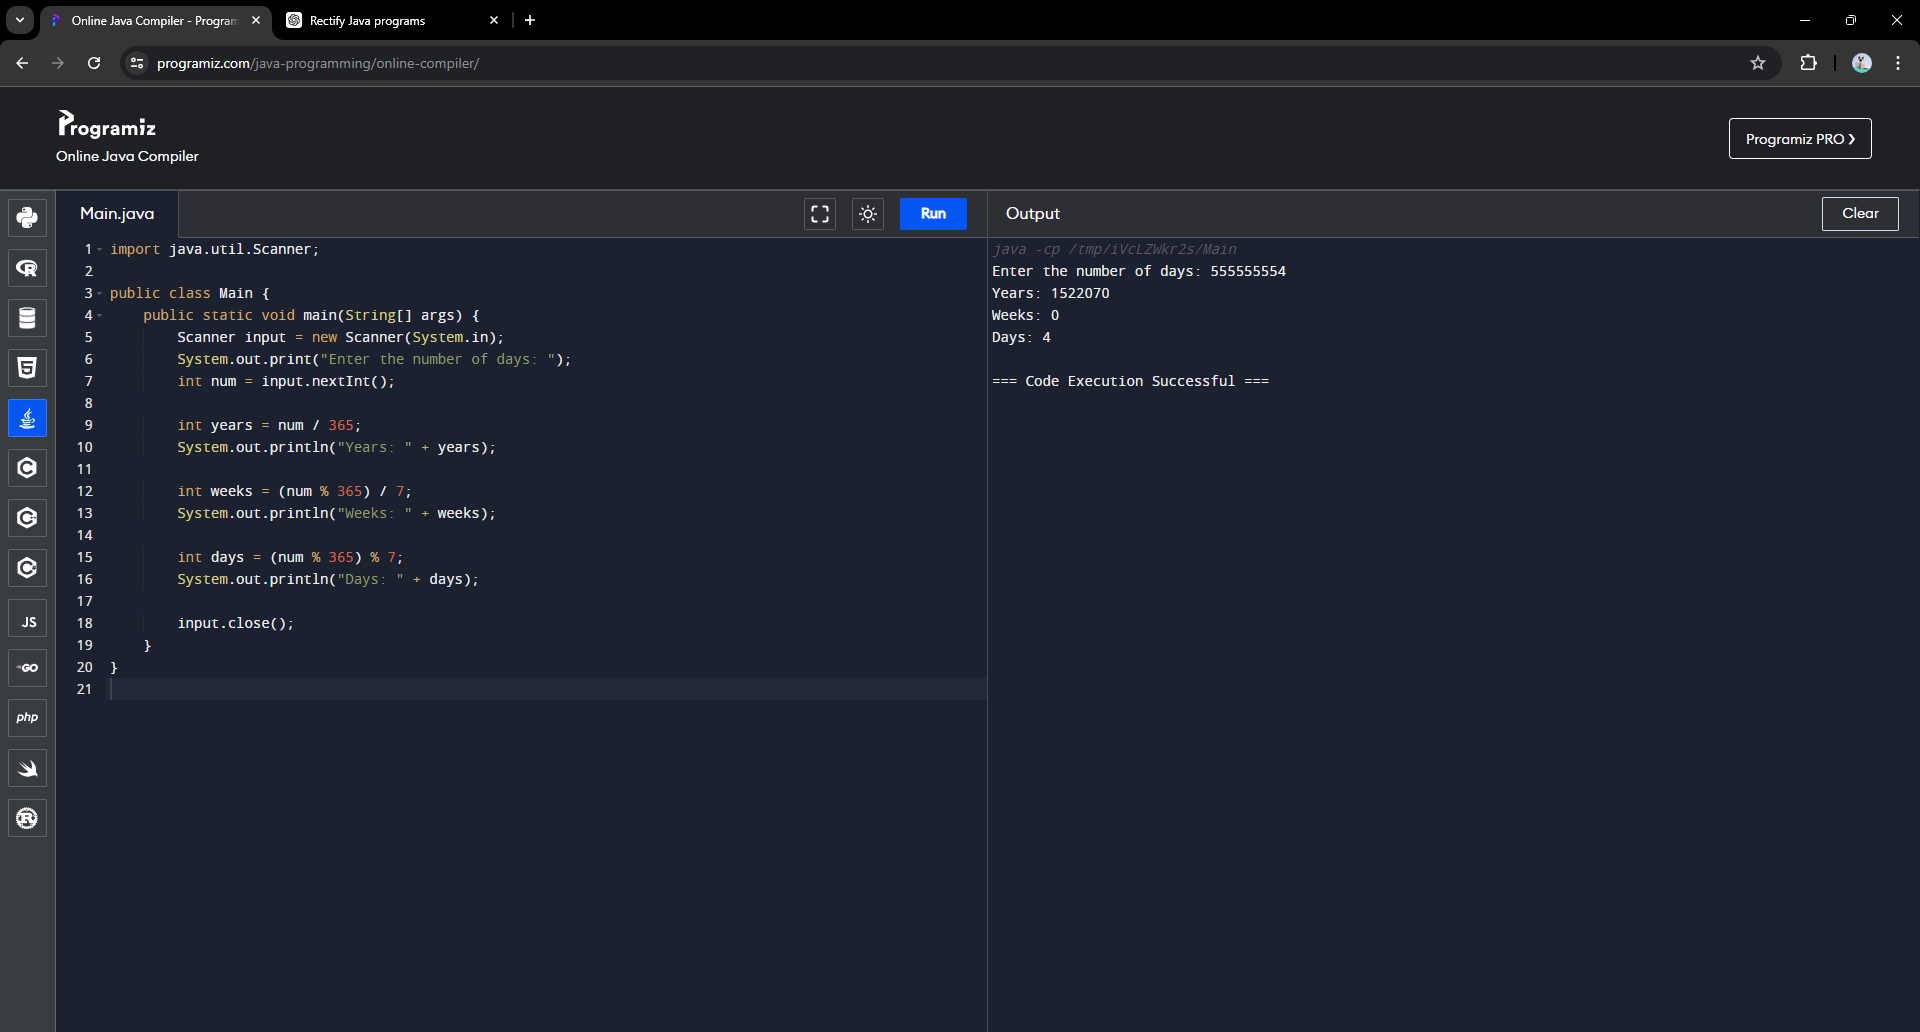 Online Java Compiler - Program
Rectify Java programs
programiz.com/java-programming/online-compiler/
Programiz
Online Java Compiler
Programiz PRO ❯
Main.java
Run
Output
Clear
1 import java.util.Scanner;
2
3 public class Main {
4     public static void main(String[] args) {
5         Scanner input = new Scanner(System.in);
6         System.out.print("Enter the number of days: ");
7         int num = input.nextInt();
8
9         int years = num / 365;
10         System.out.println("Years: " + years);
11
12         int weeks = (num % 365) / 7;
13         System.out.println("Weeks: " + weeks);
14
15         int days = (num % 365) % 7;
16         System.out.println("Days: " + days);
17
18         input.close();
19     }
20 }
21
java -cp /tmp/iVcLZWkr2s/Main
Enter the number of days: 555555554
Years: 1522070
Weeks: 0
Days: 4
=== Code Execution Successful ===
R
5
C
C
C
JS
GO
php
R